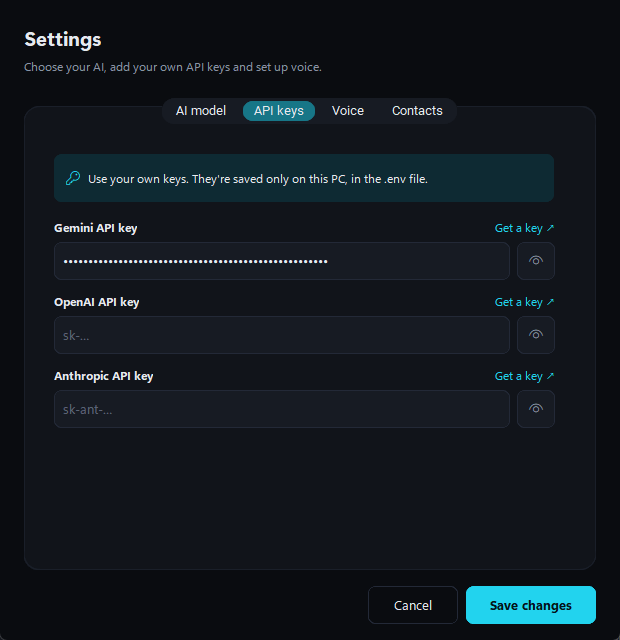 Settings
Choose your AI, add your own API keys and set up voice.
AI model API keys Voice Contacts
Use your own keys. They're saved only on this PC, in the .env file.
Gemini API key Get a key ↗
•••••••••••••••••••••••••••••••••••••••••••••••••••••
OpenAI API key Get a key ↗
sk-...
Anthropic API key Get a key ↗
sk-ant-...
Cancel Save changes